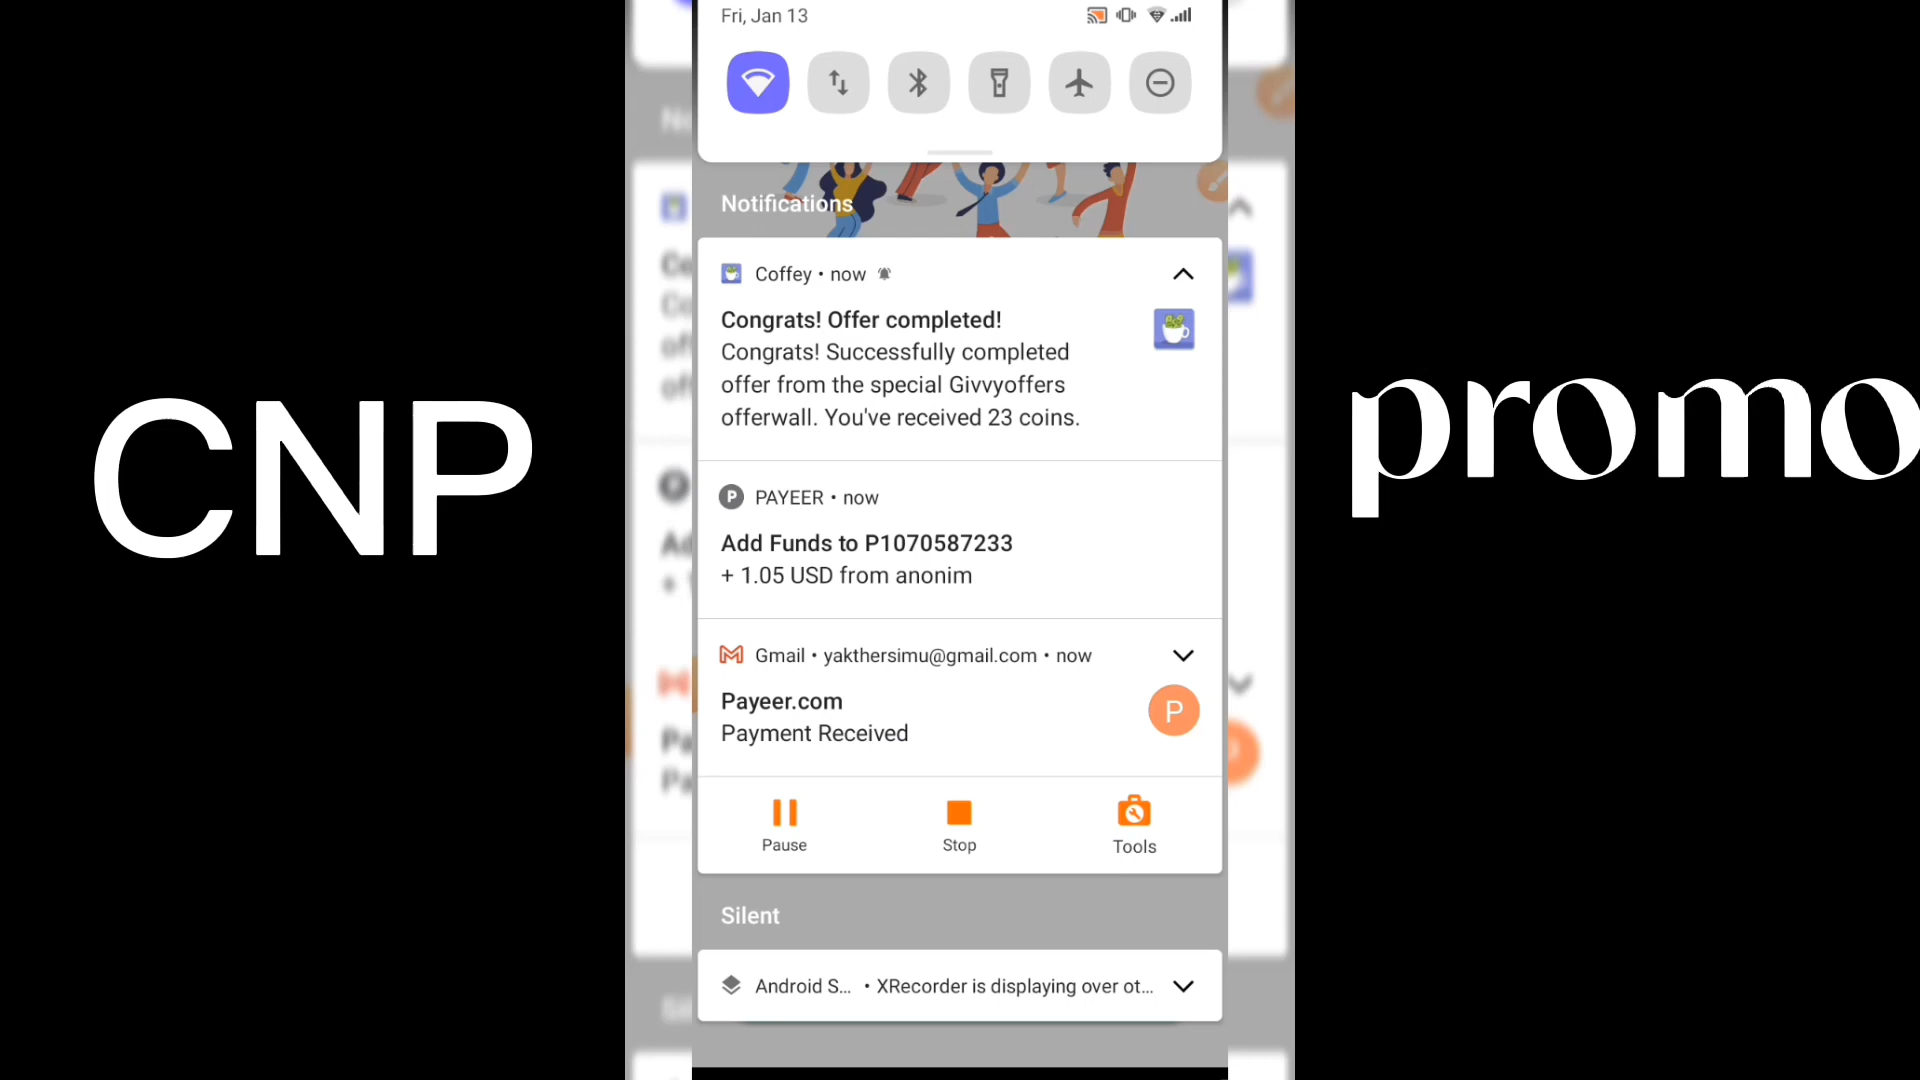 Fri, Jan 13
Notifications
Coffey • now
Congrats! Offer completed!
Congrats! Successfully completed
offer from the special Givvyoffers
offerwall. You've received 23 coins.
PAYEER • now
Add Funds to P1070587233
+ 1.05 USD from anonim
Gmail • yakthersimu@gmail.com • now
Payeer.com
P
Payment Received
Pause
Stop
Tools
Silent
Android S... • XRecorder is displaying over ot...
CNP
promo